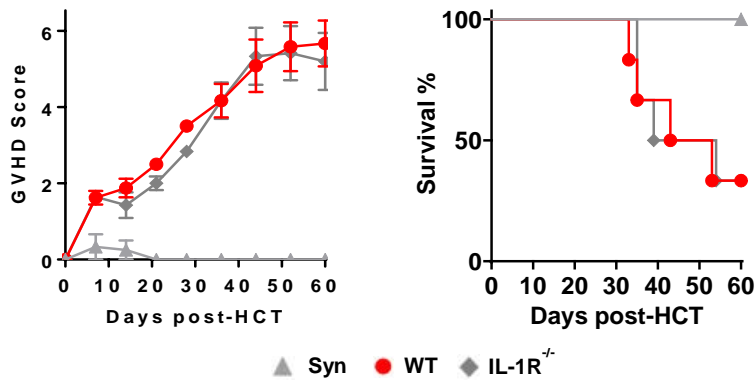 6
4
2
0
GVHD Score
0 10 20 30 40 50 60
Days post-HCT
100
50
0
Survival %
0 10 20 30 40 50 60
Days post-HCT
Syn WT IL-1R-/-